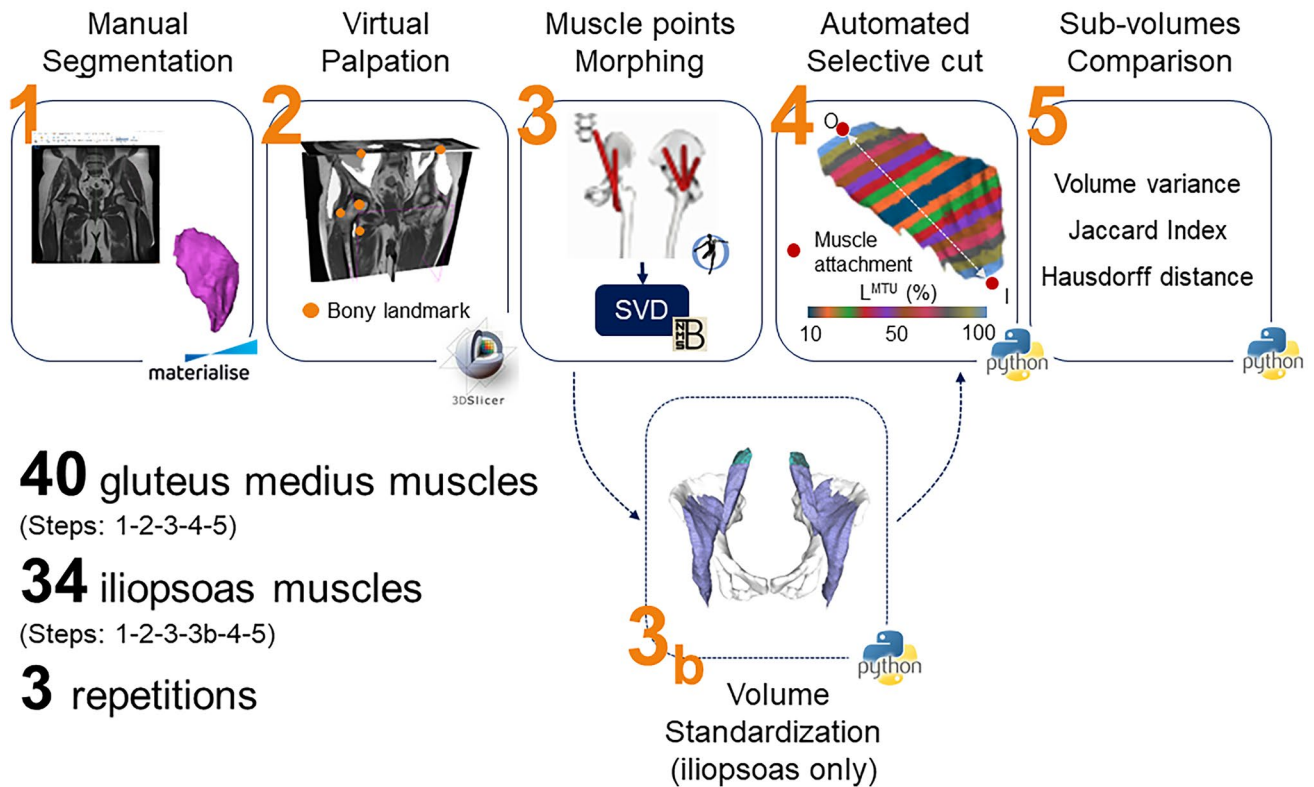 Manual
Segmentation
Virtual
Palpation
Muscle points
Morphing
Automated
Selective cut
Sub-volumes
Comparison
1
materialise
2
Bony landmark
3DSlicer
3
SVD
NMS
B
4
O
I
Muscle
attachment
L^MTU (%)
10 50 100
python
5
Volume variance
Jaccard Index
Hausdorff distance
python
40 gluteus medius muscles
(Steps: 1-2-3-4-5)
34 iliopsoas muscles
(Steps: 1-2-3-3b-4-5)
3 repetitions
3b
python
Volume
Standardization
(iliopsoas only)